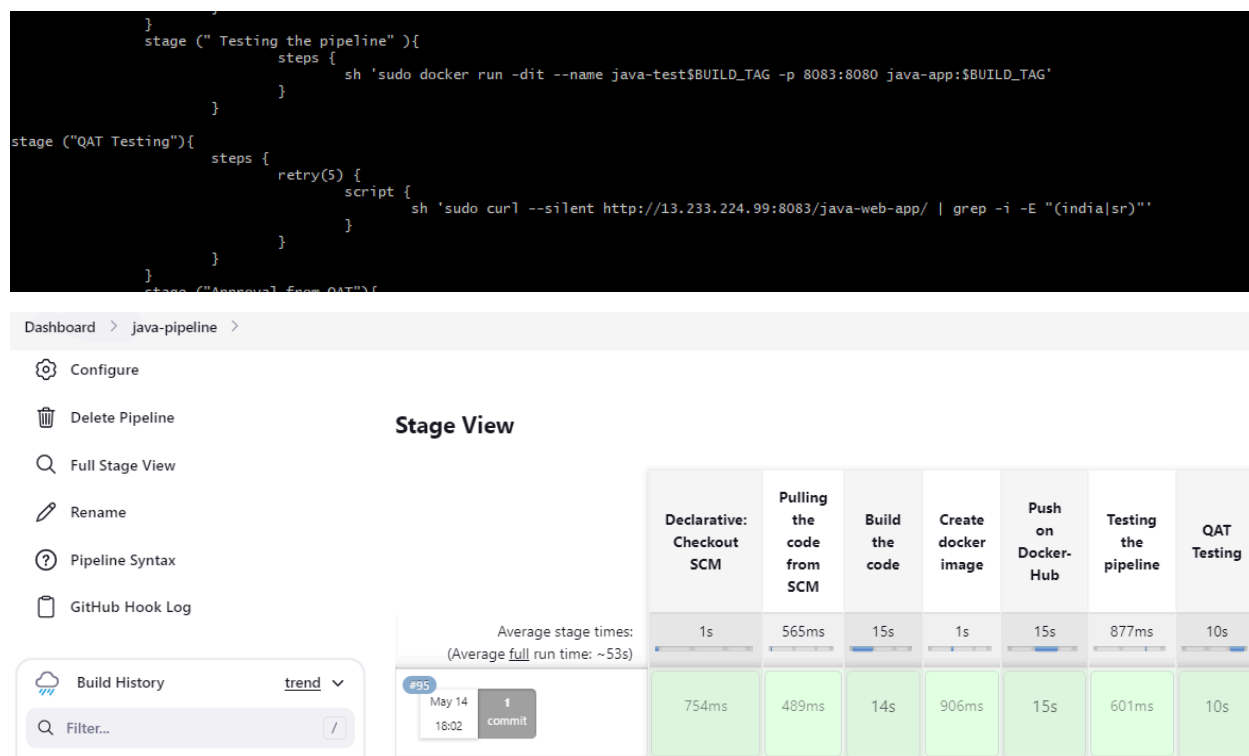 }
stage (" Testing the pipeline" ){
steps {
sh 'sudo docker run -dit --name java-test$BUILD_TAG -p 8083:8080 java-app:$BUILD_TAG'
}
}
stage ("QAT Testing"){
steps {
retry(5) {
script {
sh 'sudo curl --silent http://13.233.224.99:8083/java-web-app/ | grep -i -E "(india|sr)"'
}
}
}
}
stage ("Approval from QAT"){
Dashboard > java-pipeline >
Configure
Delete Pipeline
Full Stage View
Rename
Pipeline Syntax
GitHub Hook Log
Build History trend
Filter... /
Stage View
Declarative:
Checkout
SCM
Pulling
the
code
from
SCM
Build
the
code
Create
docker
image
Push
on
Docker-
Hub
Testing
the
pipeline
QAT
Testing
Average stage times: 1s 565ms 15s 1s 15s 877ms 10s
(Average full run time: ~53s)
#95
May 14
18:02
1
commit
754ms 489ms 14s 906ms 15s 601ms 10s